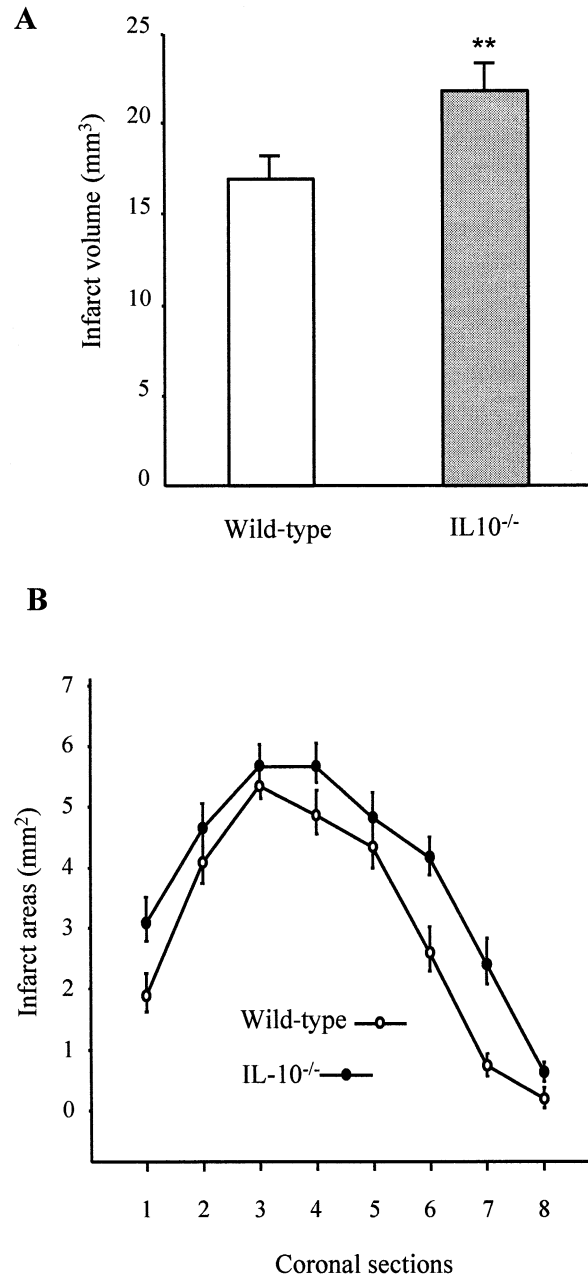 A
25
20
15
10
5
0
Infarct volume (mm³)
**
Wild-type
IL10-/-
B
7
6
5
4
3
2
1
0
Infarct areas (mm²)
Wild-type
IL-10-/-
1 2 3 4 5 6 7 8
Coronal sections